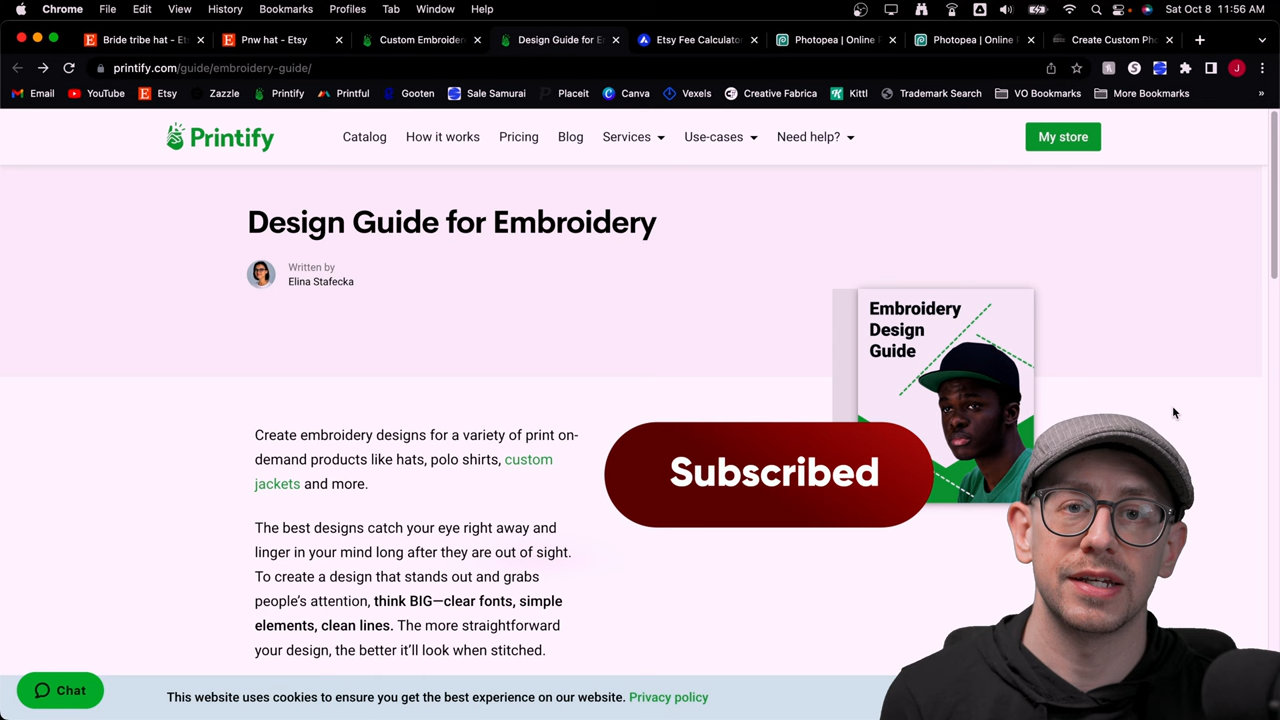 Chrome File Edit View History Bookmarks Profiles Tab Window Help Sat Oct 8 11:56 AM
Bride tribe hat - Ets Pnw hat - Etsy Custom Embroider Design Guide for E Etsy Fee Calculato Photopea | Online P Photopea | Online P Create Custom Pho
printify.com/guide/embroidery-guide/
Email YouTube Etsy Zazzle Printify Printful Gooten Sale Samurai Placeit Canva Vexels Creative Fabrica Kittl Trademark Search VO Bookmarks More Bookmarks
Printify Catalog How it works Pricing Blog Services Use-cases Need help? My store
Design Guide for Embroidery
Written by
Elina Stafecka
Embroidery
Design
Guide
Create embroidery designs for a variety of print on-
demand products like hats, polo shirts, custom
jackets and more.
Subscribed
The best designs catch your eye right away and
linger in your mind long after they are out of sight.
To create a design that stands out and grabs
people's attention, think BIG—clear fonts, simple
elements, clean lines. The more straightforward
your design, the better it'll look when stitched.
Chat
This website uses cookies to ensure you get the best experience on our website. Privacy policy